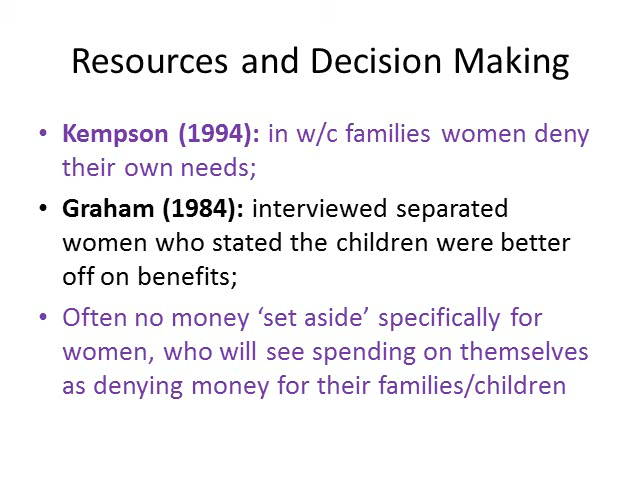 Resources and Decision Making
• Kempson (1994): in w/c families women deny
their own needs;
• Graham (1984): interviewed separated
women who stated the children were better
off on benefits;
• Often no money ‘set aside’ specifically for
women, who will see spending on themselves
as denying money for their families/children